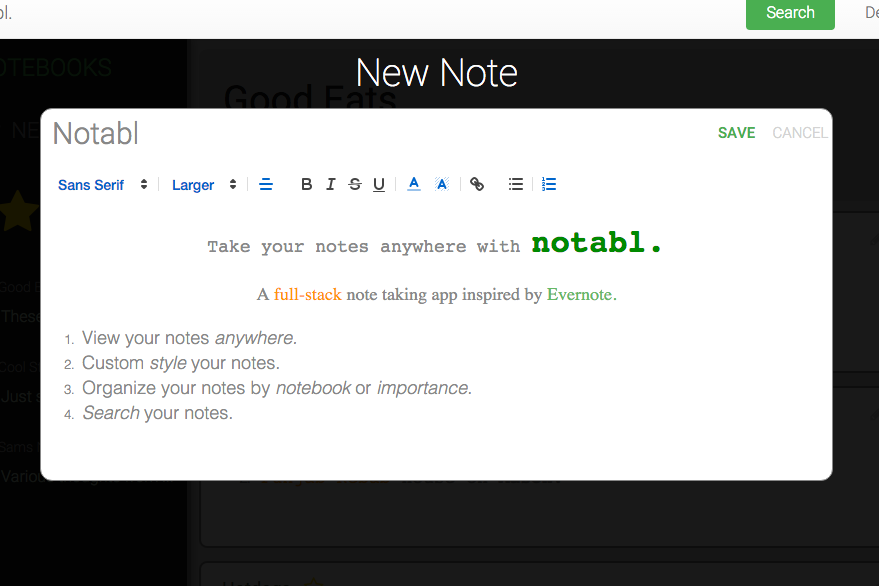 bl.
Search
De
NOTEBOOKS
New Note
Good Eats
NE
Notabl
SAVE CANCEL
Sans Serif Larger B I S U A A
Take your notes anywhere with notabl.
Good E
A full-stack note taking app inspired by Evernote.
These
1. View your notes anywhere.
2. Custom style your notes.
Cool S
3. Organize your notes by notebook or importance.
Just s
4. Search your notes.
Sams
Vario